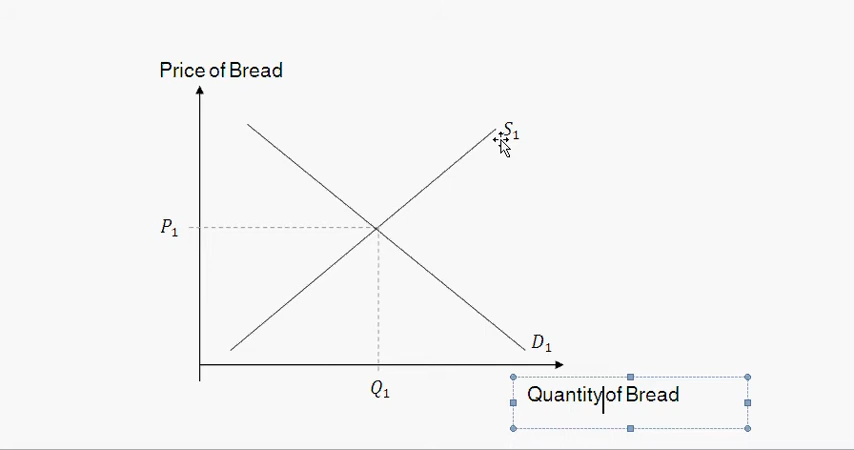 Price of Bread
S₁
P₁
D₁
Q₁
Quantity of Bread